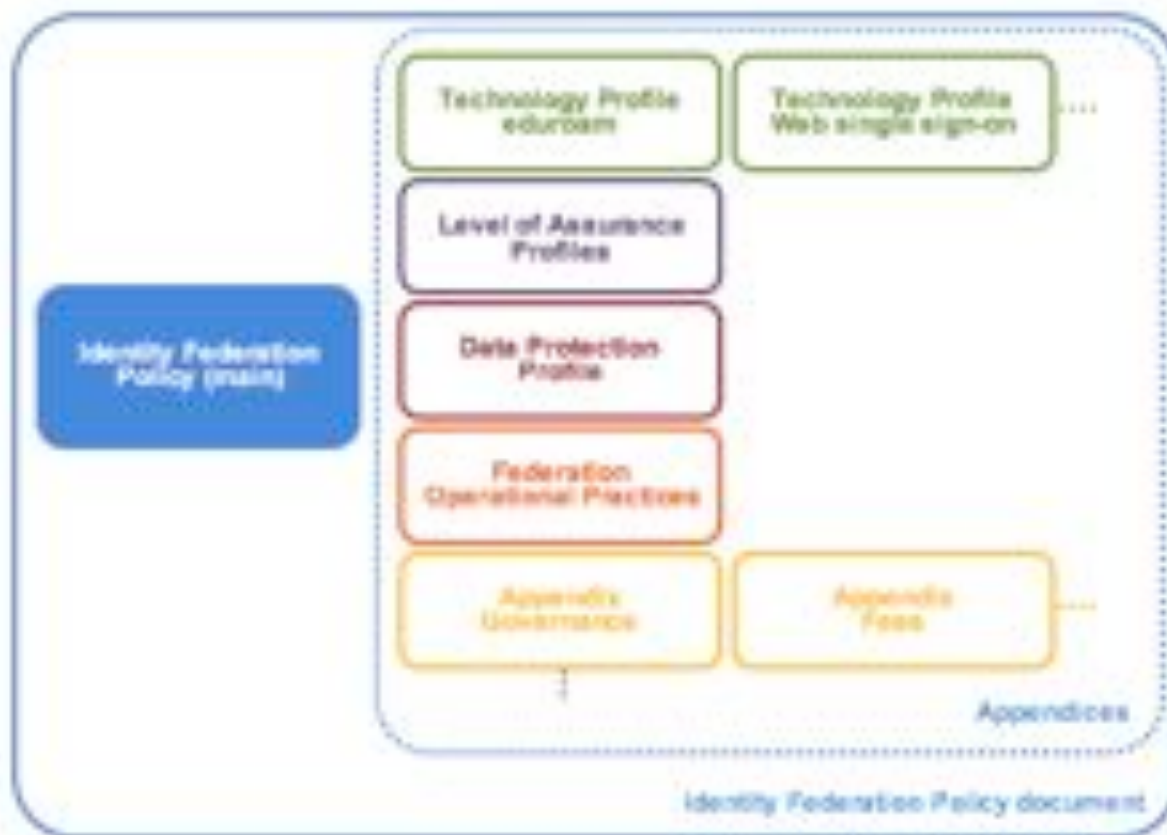 Technology Profile
eduroam
Technology Profile
Web single sign-on
Level of Assurance
Profiles
Identity Federation
Policy (main)
Data Protection
Profile
Federation
Operational Practices
Appendix
Governance
Appendix
Fees
Appendices
Identity Federation Policy document